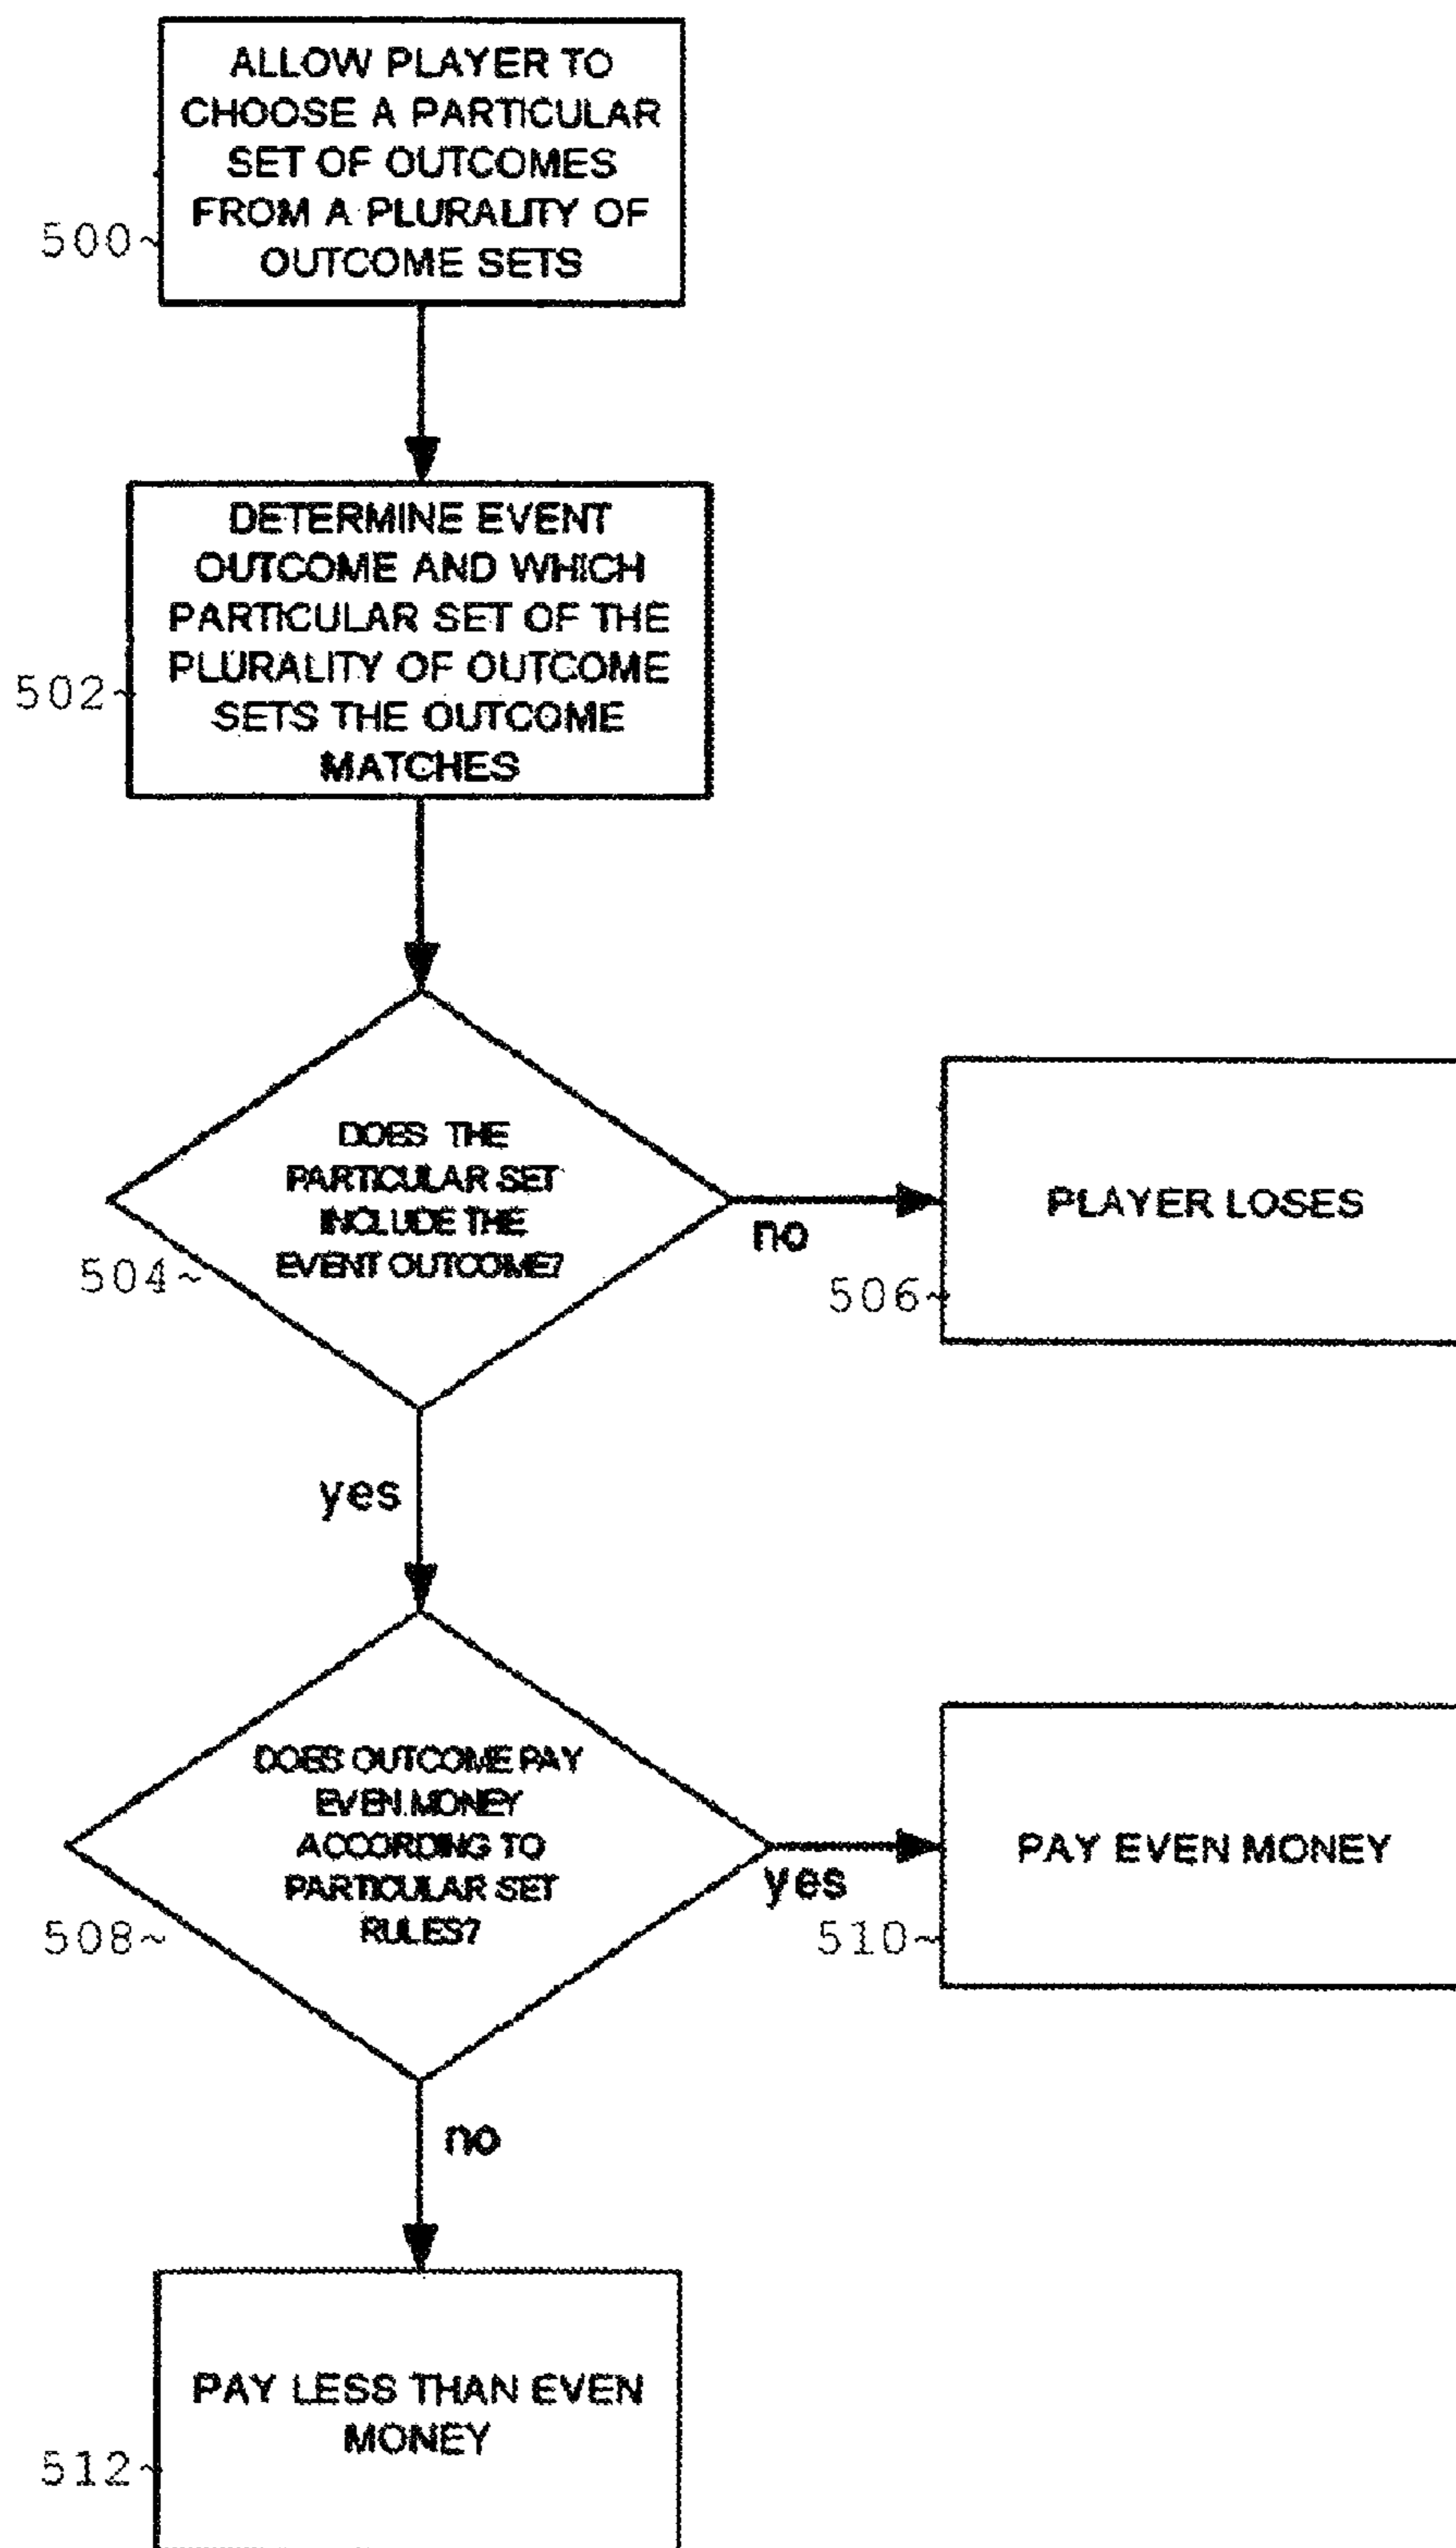 ALLOW PLAYER TO
CHOOSE A PARTICULAR
SET OF OUTCOMES
FROM A PLURALITY OF
OUTCOME SETS
500~
DETERMINE EVENT
OUTCOME AND WHICH
PARTICULAR SET OF THE
PLURALITY OF OUTCOME
SETS THE OUTCOME
MATCHES
502~
DOES THE
PARTICULAR SET
INCLUDE THE
EVENT OUTCOME?
504~
no
PLAYER LOSES
506~
yes
DOES OUTCOME PAY
EVEN MONEY
ACCORDING TO
PARTICULAR SET
RULES?
508~
yes
PAY EVEN MONEY
510~
no
PAY LESS THAN EVEN
MONEY
512~